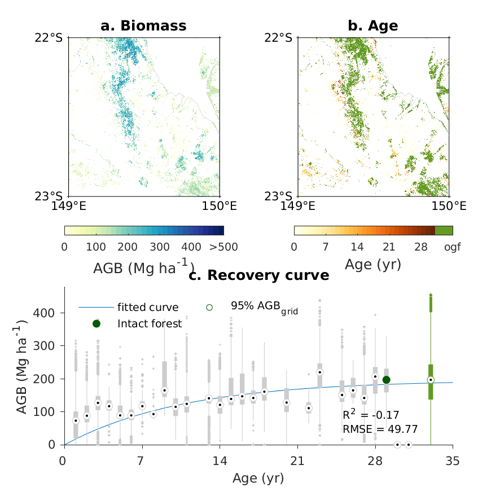 a. Biomass
b. Age
22°S
23°S
149°E
150°E
22°S
23°S
149°E
150°E
0 100 200 300 400 >500
AGB (Mg ha-1)
0 7 14 21 28 ogf
Age (yr)
c. Recovery curve
AGB (Mg ha-1)
400
300
200
100
0
fitted curve
95% AGBgrid
Intact forest
R2 = -0.17
RMSE = 49.77
0 7 14 21 28 35
Age (yr)